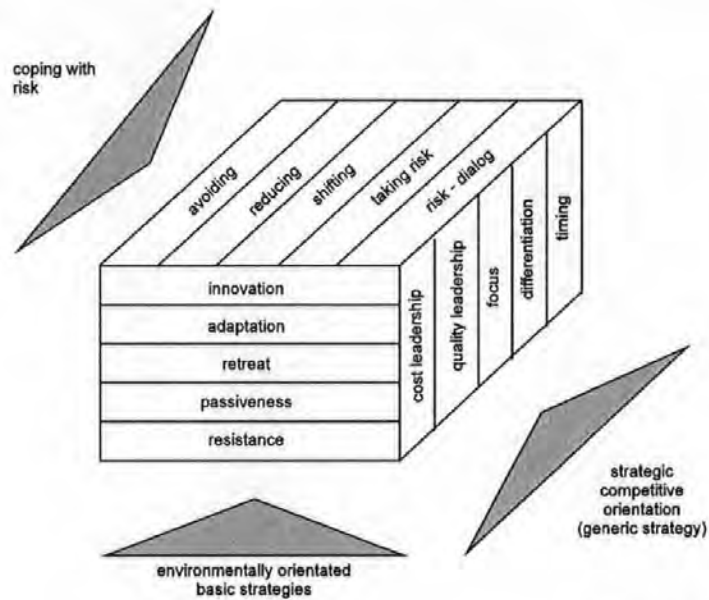 coping with
risk
avoiding
reducing
shifting
taking risk
risk - dialog
innovation
adaptation
retreat
passiveness
resistance
cost leadership
quality leadership
focus
differentiation
timing
strategic
competitive
orientation
(generic strategy)
environmentally orientated
basic strategies